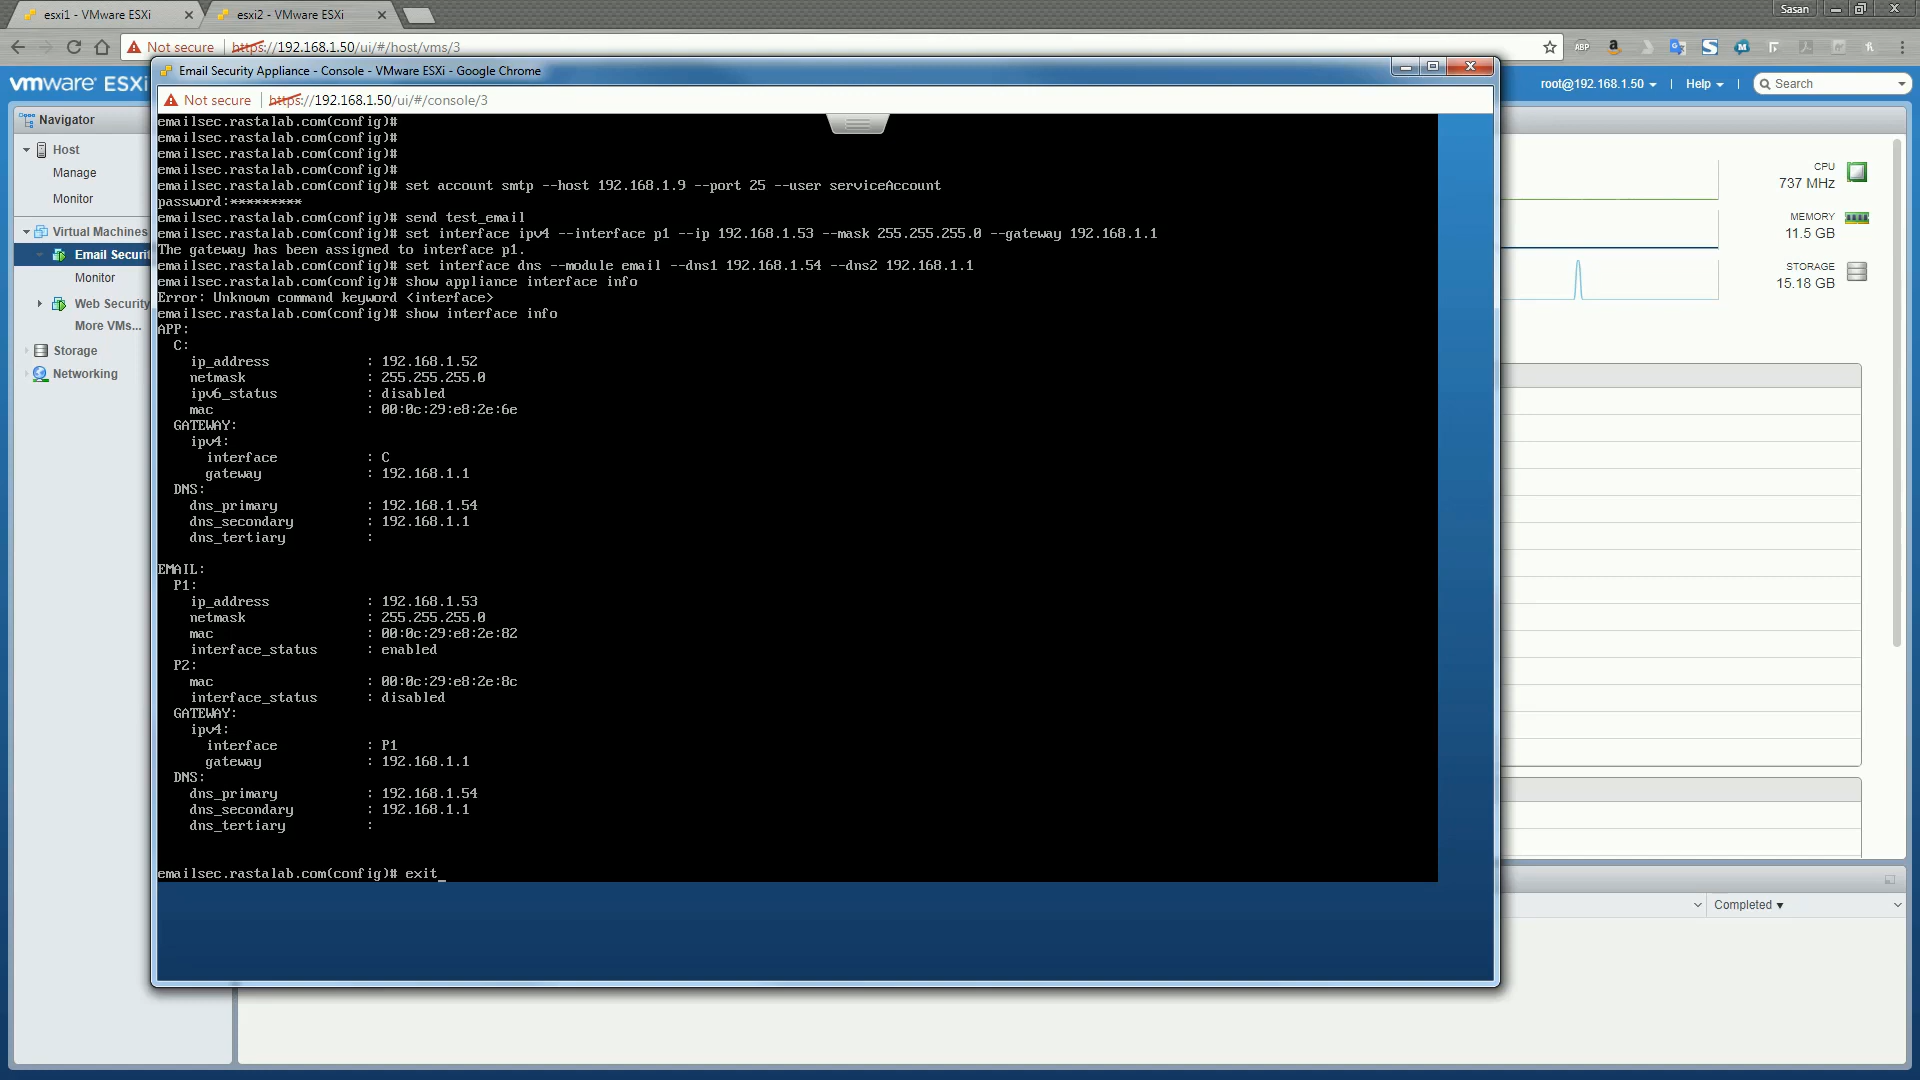 esxi1 - VMware ESXi
esxi2 - VMware ESXi
Sasan
Not secure
https://192.168.1.50/ui/#/host/vms/3
ABP
vmware ESXi
root@192.168.1.50
Help
Search
Email Security Appliance - Console - VMware ESXi - Google Chrome
Not secure
https://192.168.1.50/ui/#/console/3
Navigator
Host
Manage
Monitor
Virtual Machines
Email Securit
Monitor
Web Security
More VMs...
Storage
Networking
emailsec.rastalab.com(config)#
emailsec.rastalab.com(config)#
emailsec.rastalab.com(config)#
emailsec.rastalab.com(config)#
emailsec.rastalab.com(config)# set account smtp --host 192.168.1.9 --port 25 --user serviceAccount
password:*********
emailsec.rastalab.com(config)# send test_email
emailsec.rastalab.com(config)# set interface ipv4 --interface p1 --ip 192.168.1.53 --mask 255.255.255.0 --gateway 192.168.1.1
The gateway has been assigned to interface p1.
emailsec.rastalab.com(config)# set interface dns --module email --dns1 192.168.1.54 --dns2 192.168.1.1
emailsec.rastalab.com(config)# show appliance interface info
Error: Unknown command keyword <interface>
emailsec.rastalab.com(config)# show interface info
APP:
C:
ip_address : 192.168.1.52
netmask : 255.255.255.0
ipv6_status : disabled
mac : 00:0c:29:e8:2e:6e
GATEWAY:
ipv4:
interface : C
gateway : 192.168.1.1
DNS:
dns_primary : 192.168.1.54
dns_secondary : 192.168.1.1
dns_tertiary :
EMAIL:
P1:
ip_address : 192.168.1.53
netmask : 255.255.255.0
mac : 00:0c:29:e8:2e:82
interface_status : enabled
P2:
mac : 00:0c:29:e8:2e:8c
interface_status : disabled
GATEWAY:
ipv4:
interface : P1
gateway : 192.168.1.1
DNS:
dns_primary : 192.168.1.54
dns_secondary : 192.168.1.1
dns_tertiary :
emailsec.rastalab.com(config)# exit_
CPU
737 MHz
MEMORY
11.5 GB
STORAGE
15.18 GB
Completed ▼